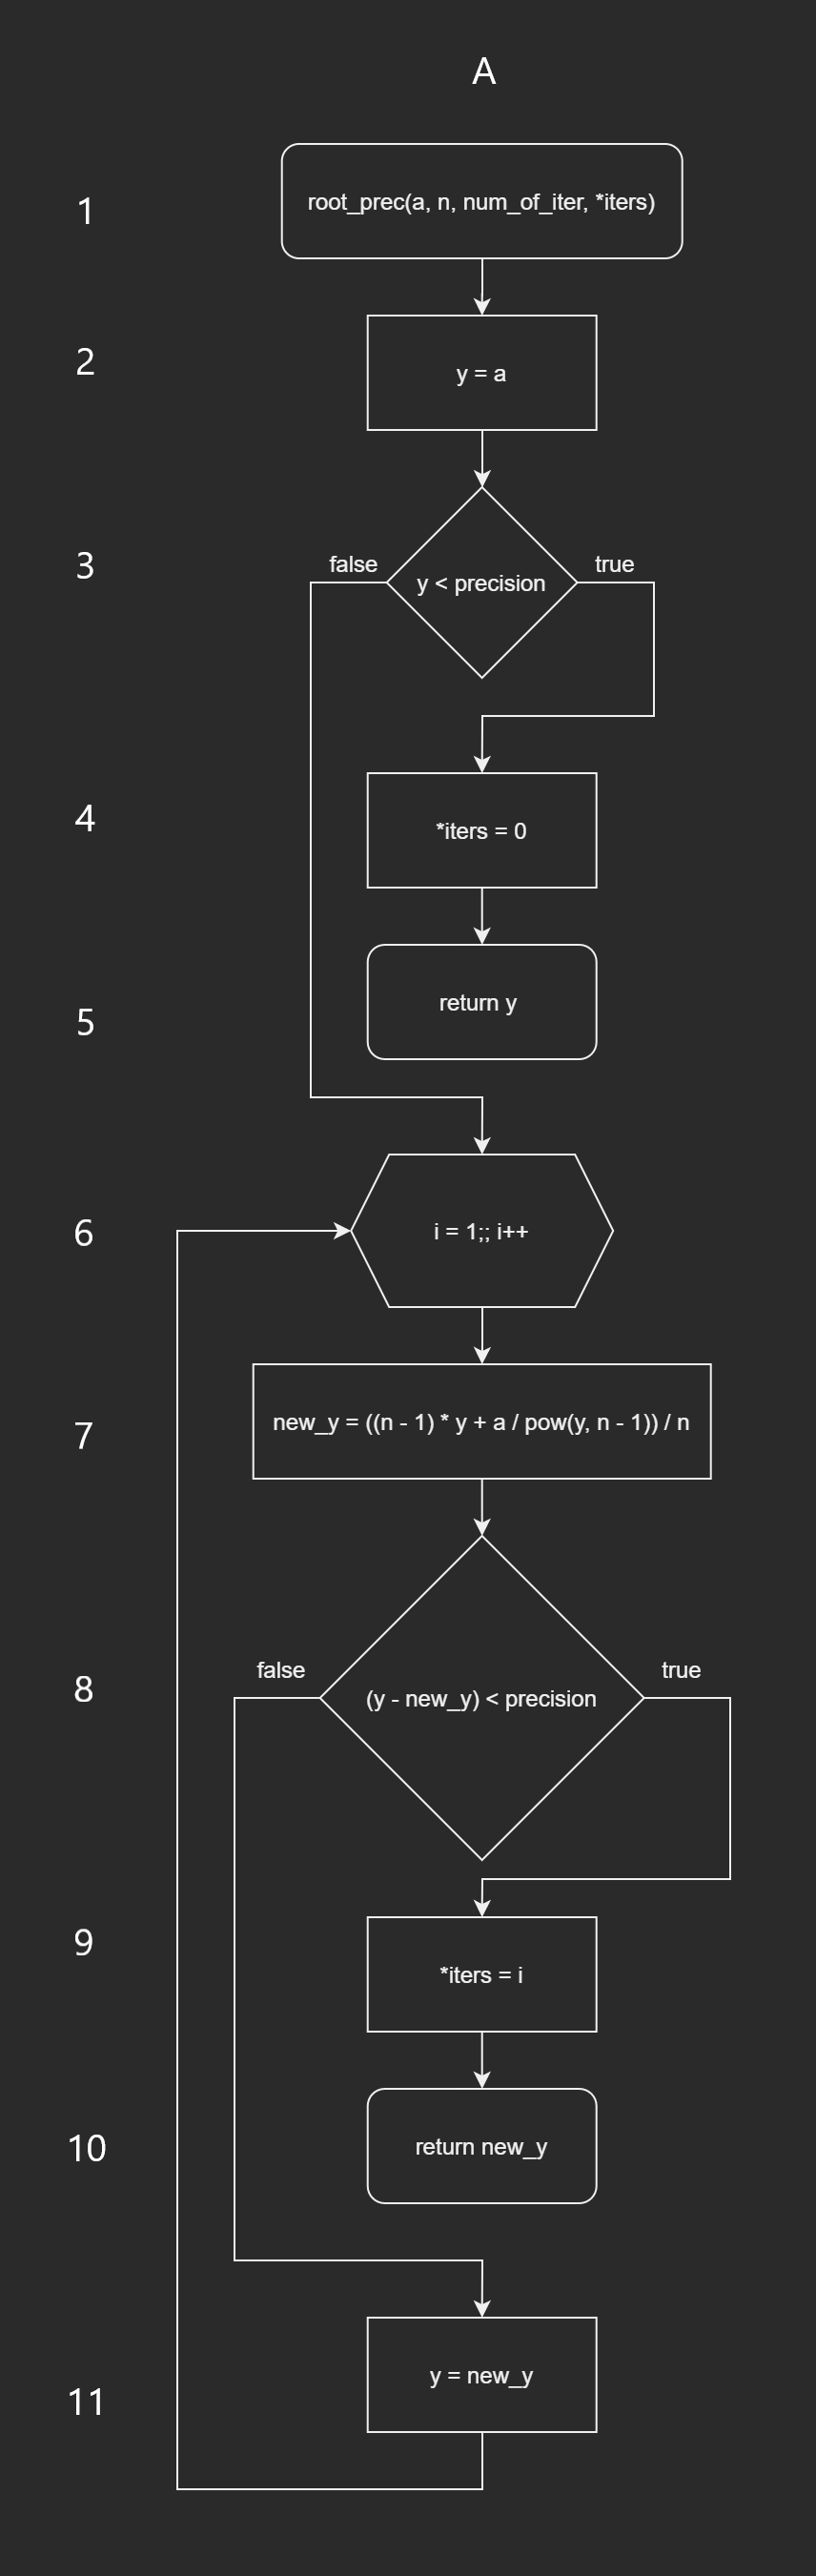 A
1
root_prec(a, n, num_of_iter, *iters)
2
y = a
3
false
true
y < precision
4
*iters = 0
5
return y
6
i = 1;; i++
7
new_y = ((n - 1) * y + a / pow(y, n - 1)) / n
8
false
true
(y - new_y) < precision
9
*iters = i
10
return new_y
11
y = new_y